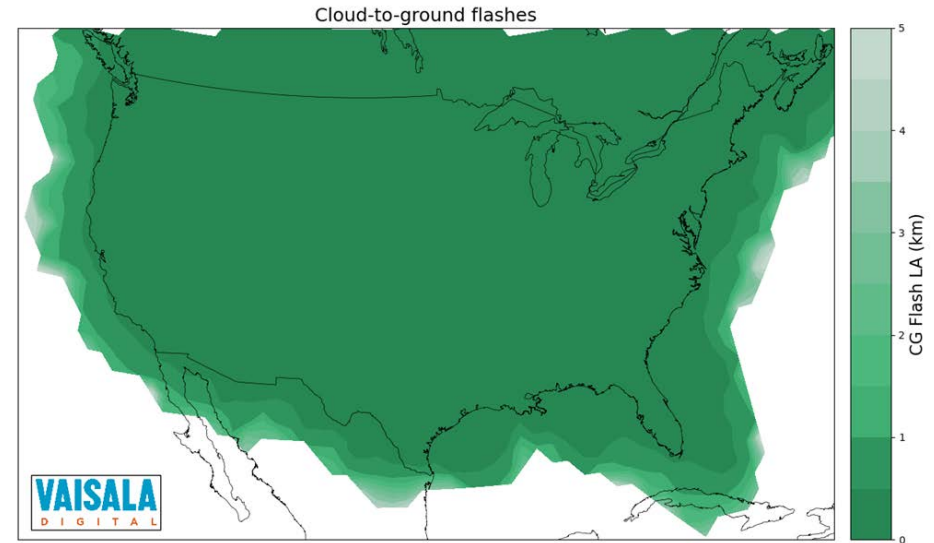 Cloud-to-ground flashes
5
4
3
2
1
0
CG Flash LA (km)
VAISALA
DIGITAL